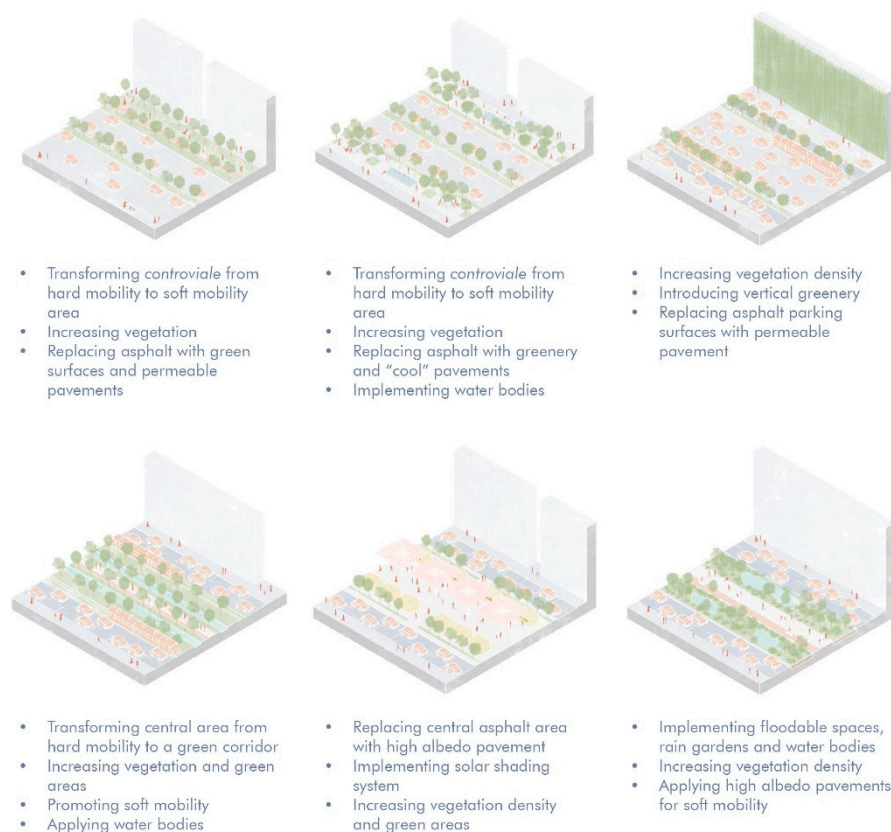 • Transforming controviale from
hard mobility to soft mobility
area
• Increasing vegetation
• Replacing asphalt with green
surfaces and permeable
pavements
• Transforming controviale from
hard mobility to soft mobility
area
• Increasing vegetation
• Replacing asphalt with greenery
and “cool” pavements
• Implementing water bodies
• Increasing vegetation density
• Introducing vertical greenery
• Replacing asphalt parking
surfaces with permeable
pavement
• Transforming central area from
hard mobility to a green corridor
• Increasing vegetation and green
areas
• Promoting soft mobility
• Applying water bodies
• Replacing central asphalt area
with high albedo pavement
• Implementing solar shading
system
• Increasing vegetation density
and green areas
• Implementing floodable spaces,
rain gardens and water bodies
• Increasing vegetation density
• Applying high albedo pavements
for soft mobility